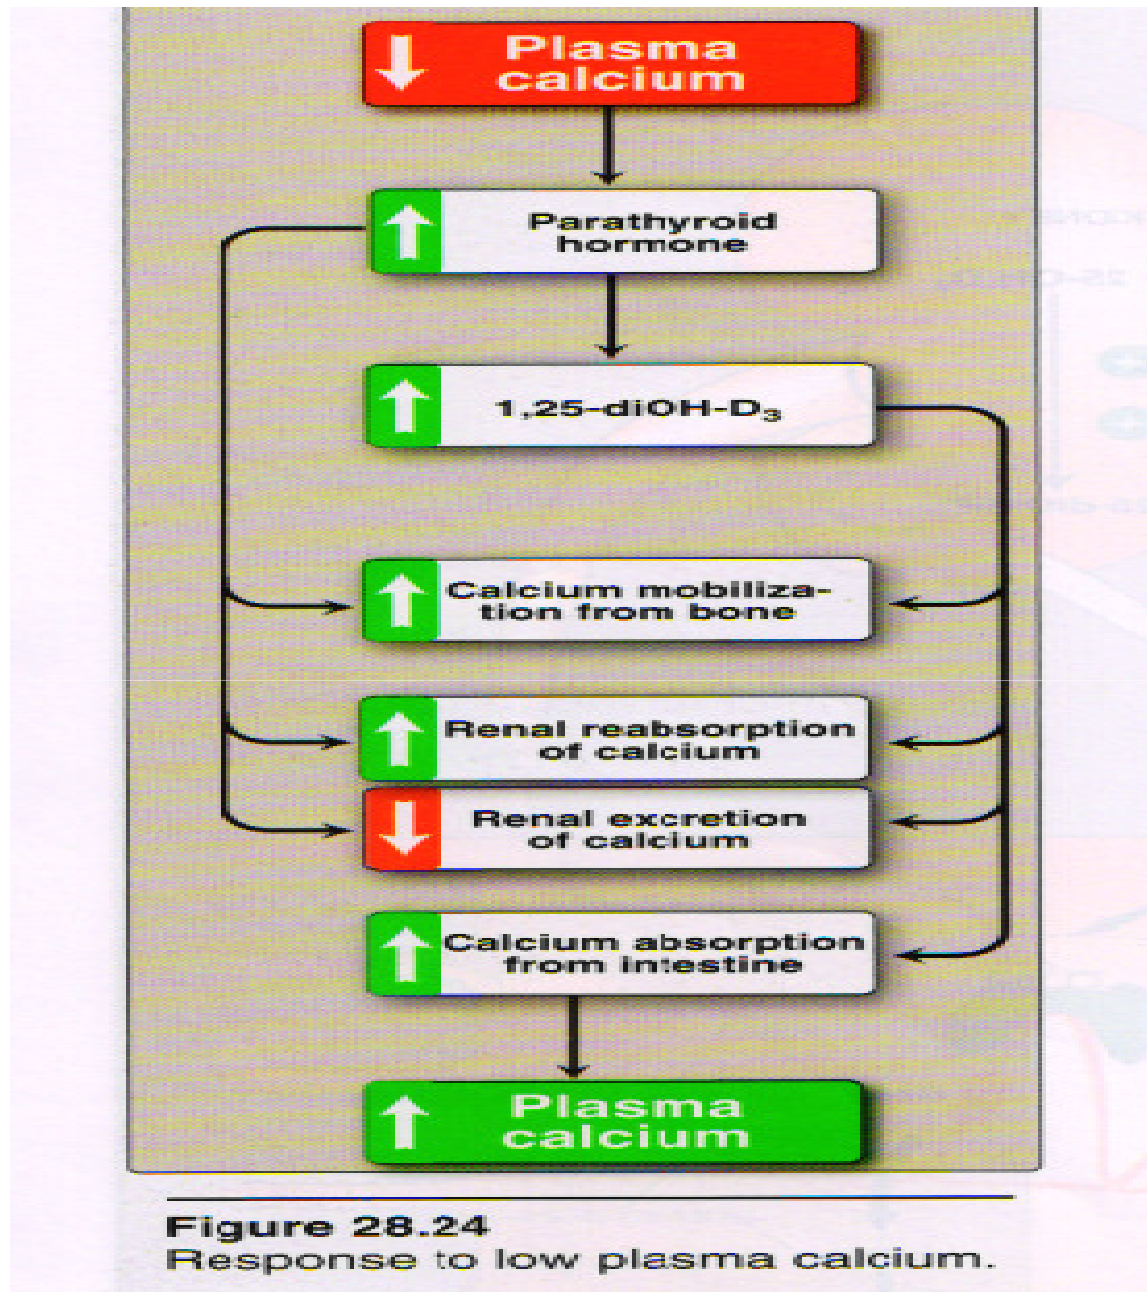 Plasma
calcium
Parathyroid
hormone
1,25-diOH-D₃
Calcium mobiliza-
tion from bone
Renal reabsorption
of calcium
Renal excretion
of calcium
Calcium absorption
from intestine
Plasma
calcium
Figure 28.24
Response to low plasma calcium.